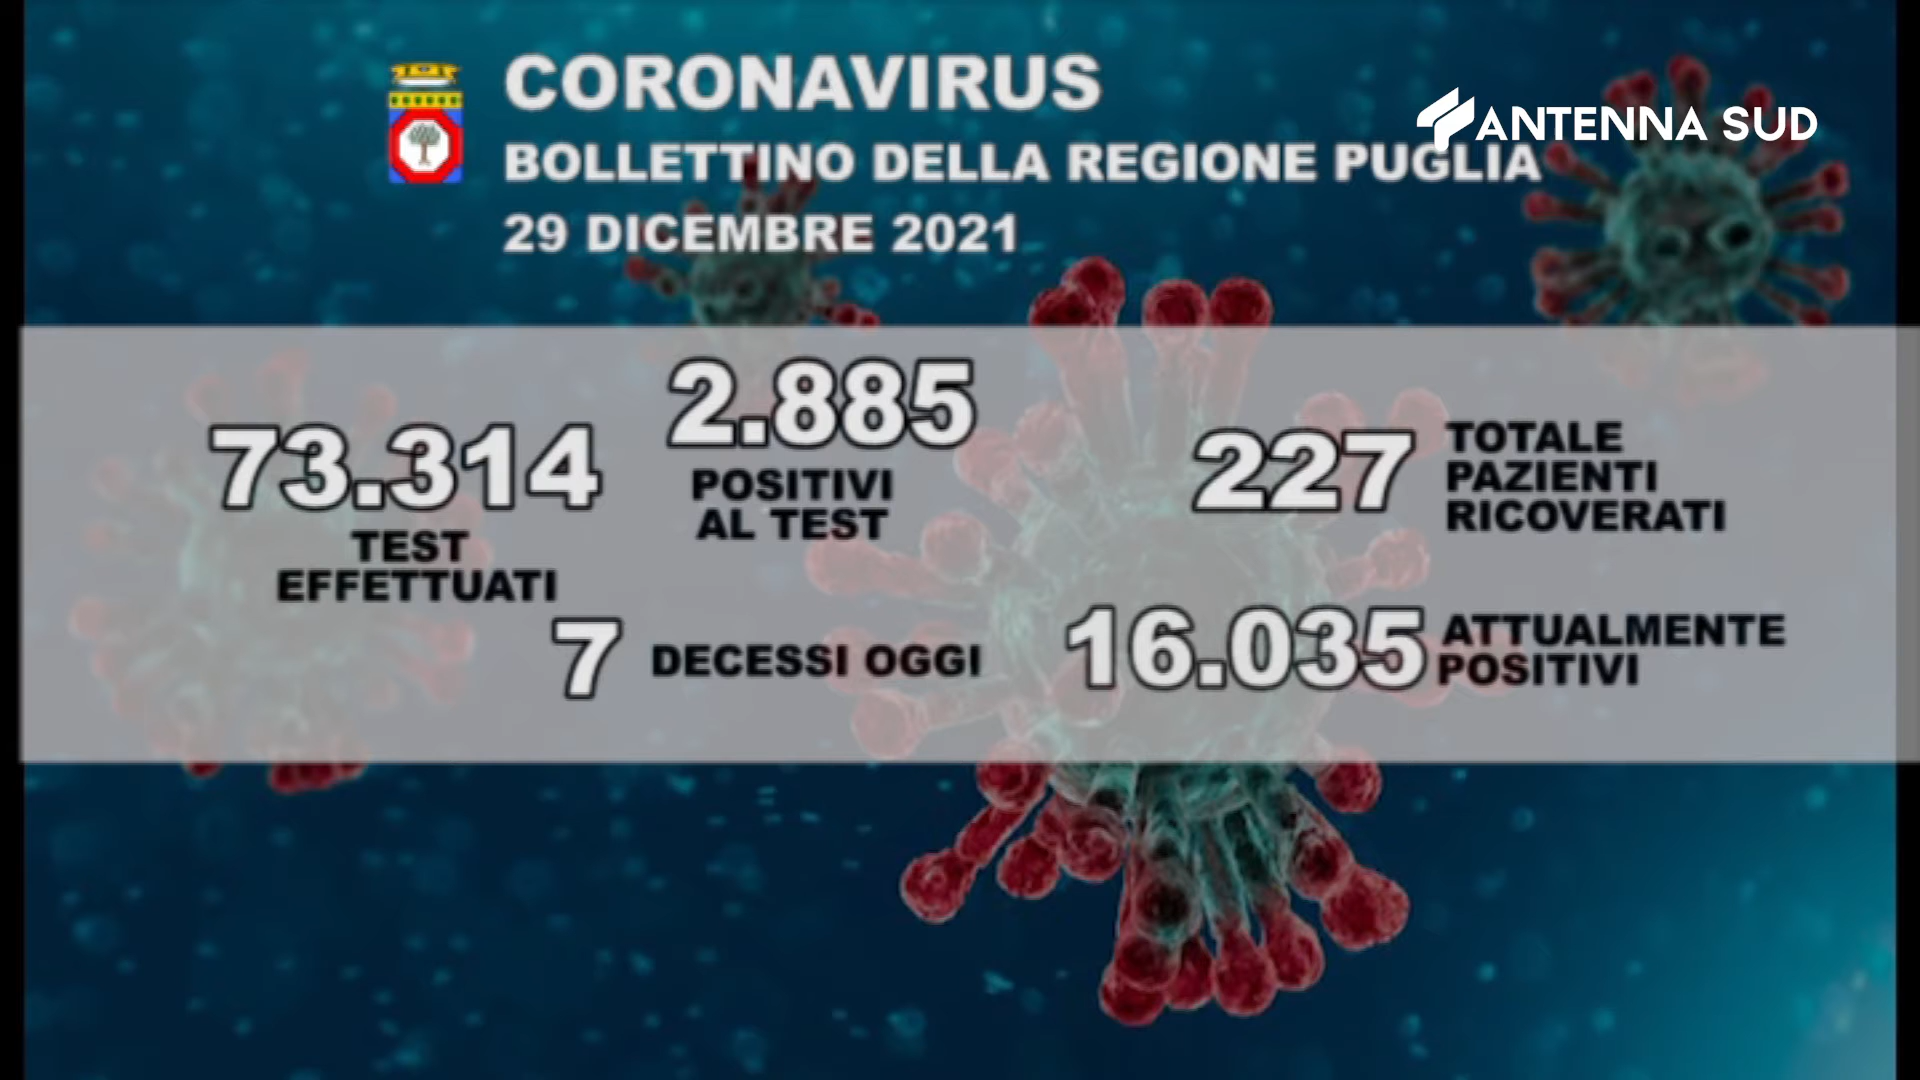 CORONAVIRUS
ANTENNA SUD
BOLLETTINO DELLA REGIONE PUGLIA
29 DICEMBRE 2021
73.314
TEST
EFFETTUATI
2.885
POSITIVI
AL TEST
227
TOTALE
PAZIENTI
RICOVERATI
7
DECESSI OGGI
16.035
ATTUALMENTE
POSITIVI